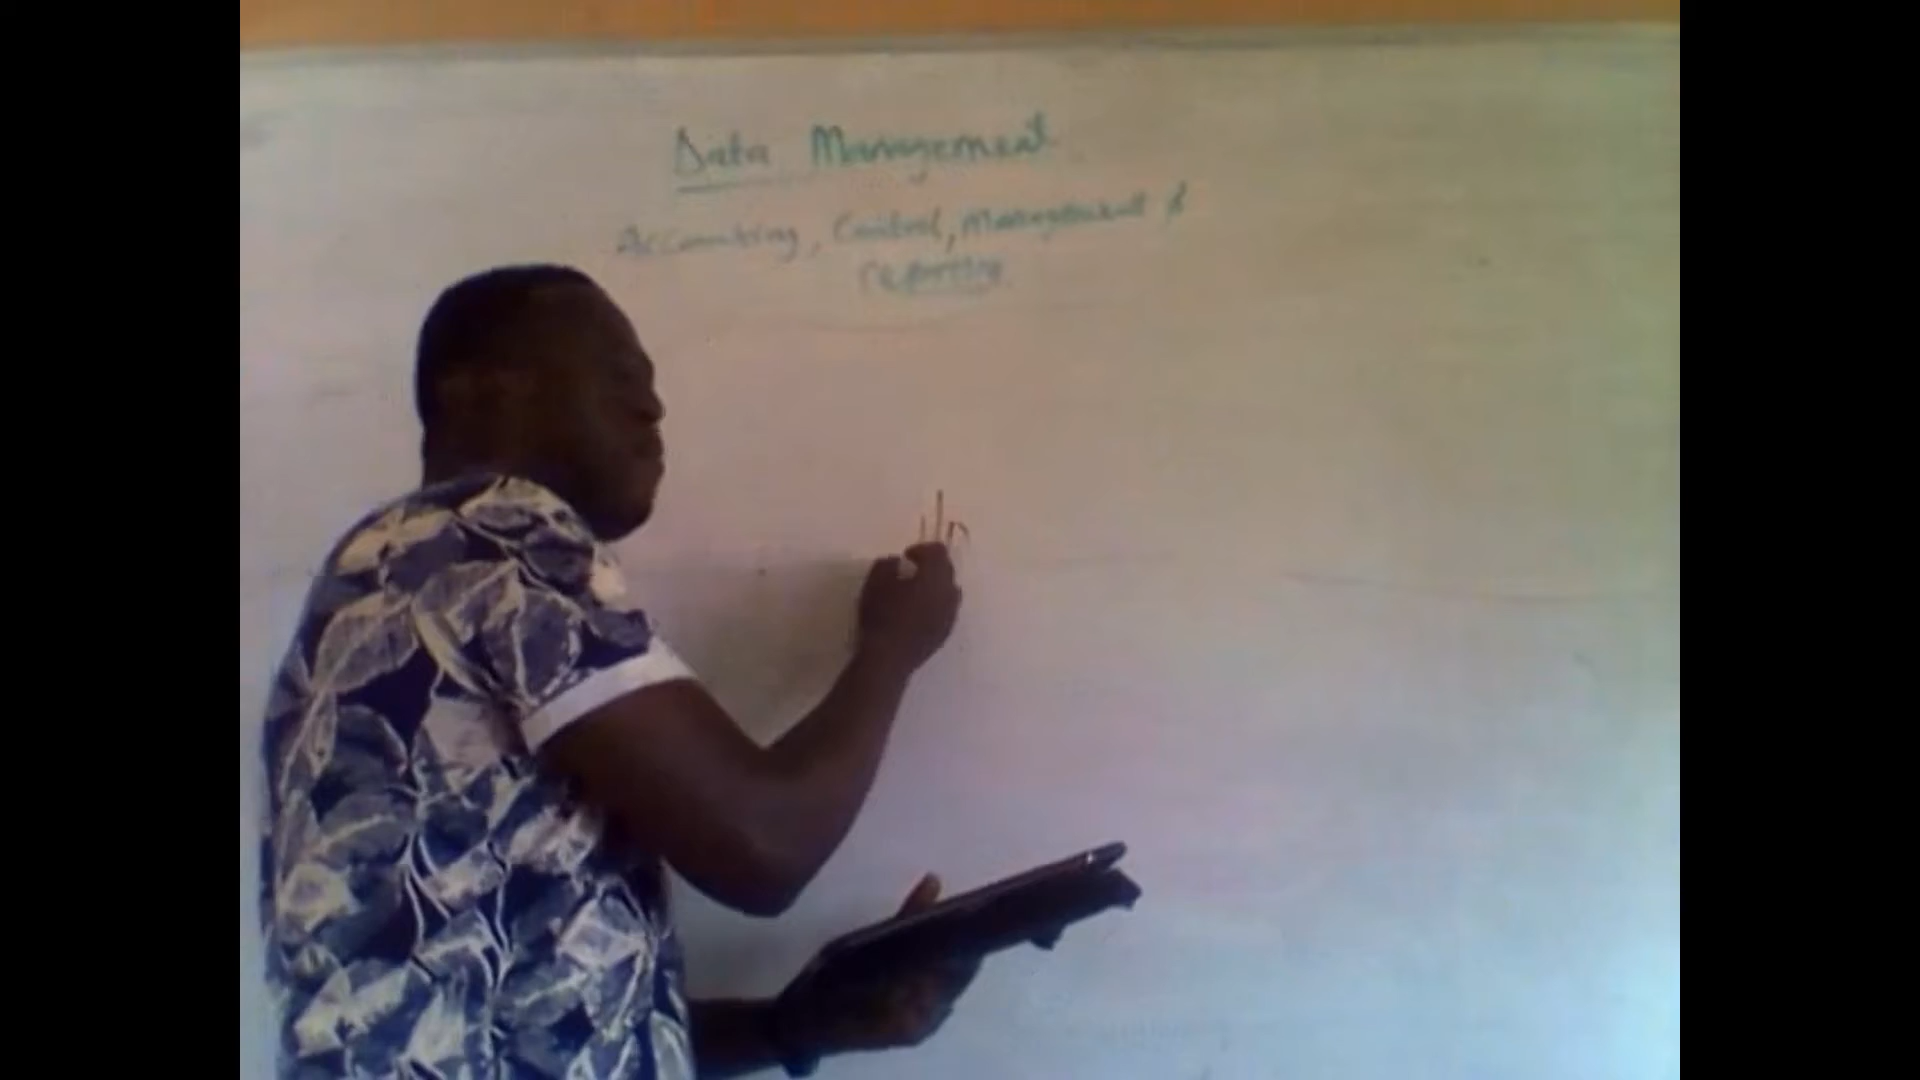 Data Management
Accounting, Control, Management &
reporting